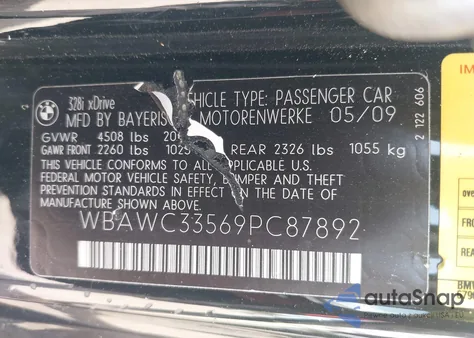 328i xDrive VEHICLE TYPE: PASSENGER CAR
MFD BY BAYERIS MOTORENWERKE 05/09
GVWR 4508 lbs
GAWR FRONT 2260 lbs REAR 2326 lbs 1055 kg
THIS VEHICLE CONFORMS TO ALL APPLICABLE U.S.
FEDERAL MOTOR VEHICLE SAFETY, BUMPER AND THEFT
PREVENTION STANDARDS IN EFFECT ON THE DATE OF
MANUFACTURE SHOWN ABOVE.
WBAWC33569PC87892
2 122 606
autoSnap